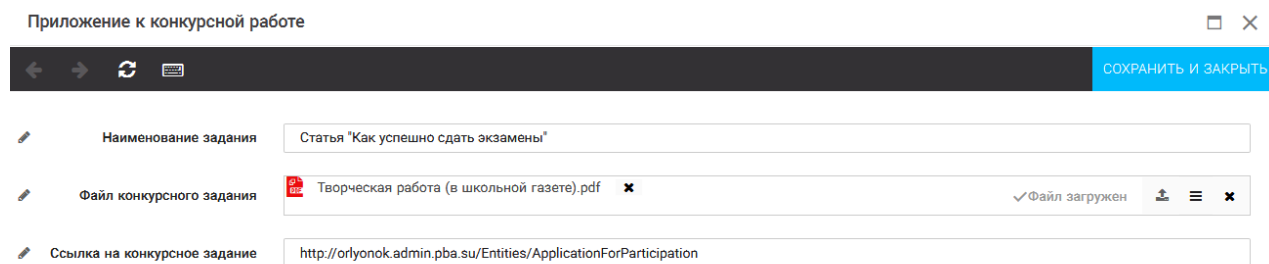 Приложение к конкурсной работе
СОХРАНИТЬ И ЗАКРЫТЬ
Наименование задания Статья "Как успешно сдать экзамены"
Файл конкурсного задания Творческая работа (в школьной газете).pdf Файл загружен
Ссылка на конкурсное задание http://orlyonok.admin.pba.su/Entities/ApplicationForParticipation